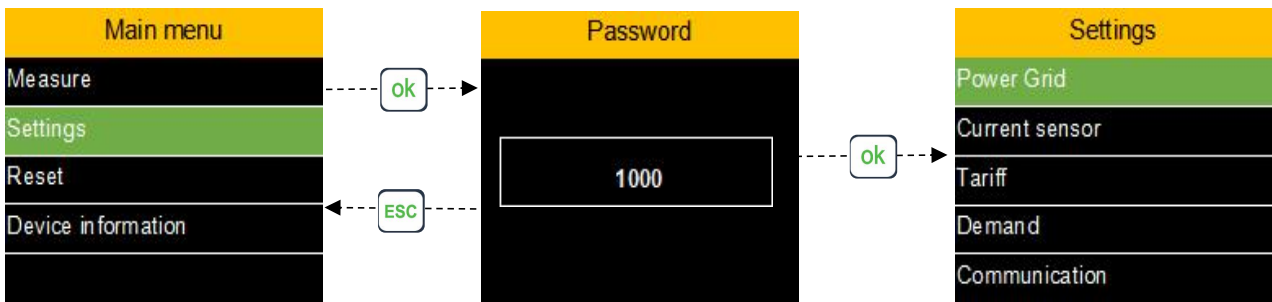 Main menu
Measure
Settings
Reset
Device information
ok
ESC
Password
1000
ok
Settings
Power Grid
Current sensor
Tariff
Demand
Communication